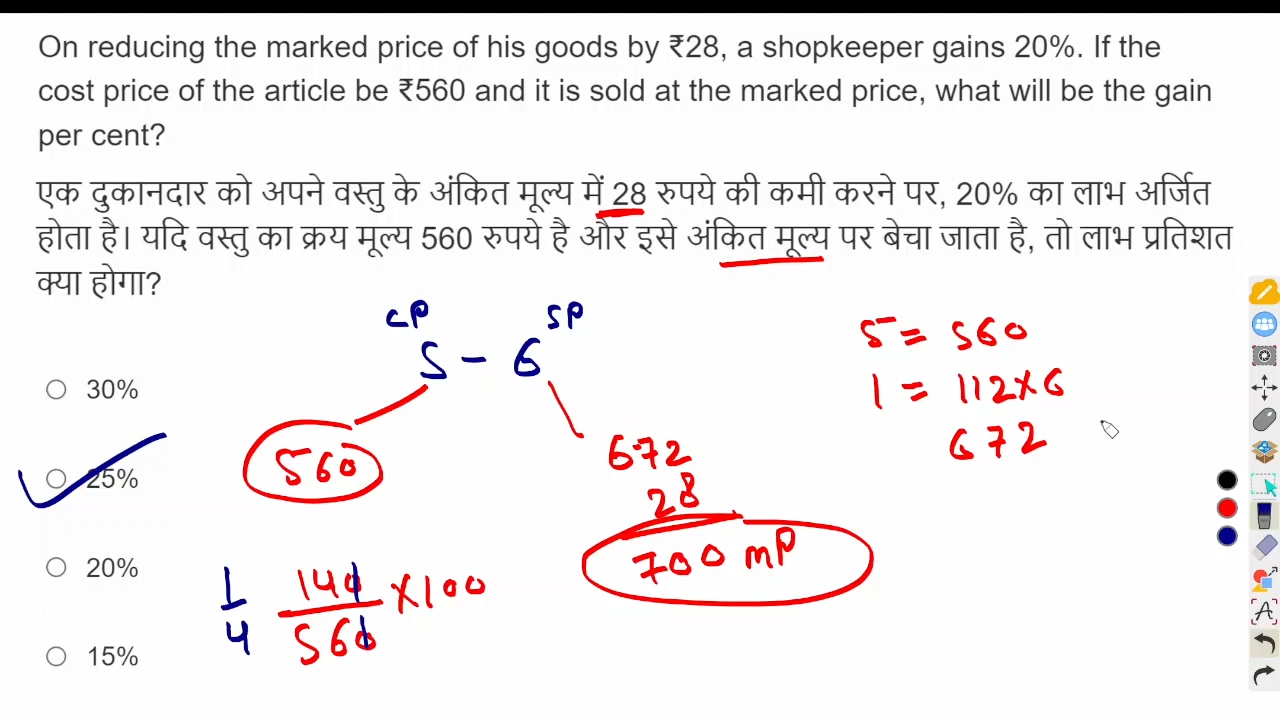 On reducing the marked price of his goods by ₹28, a shopkeeper gains 20%. If the
cost price of the article be ₹560 and it is sold at the marked price, what will be the gain
per cent?
एक दुकानदार को अपने वस्तु के अंकित मूल्य में 28 रुपये की कमी करने पर, 20% का लाभ अर्जित
होता है। यदि वस्तु का क्रय मूल्य 560 रुपये है और इसे अंकित मूल्य पर बेचा जाता है, तो लाभ प्रतिशत
क्या होगा?
CP SP
5 - 6
5 = 560
1 = 112×6
672
30%
25%
20%
15%
560
672
28
700 mP
1/4 140/560 ×100